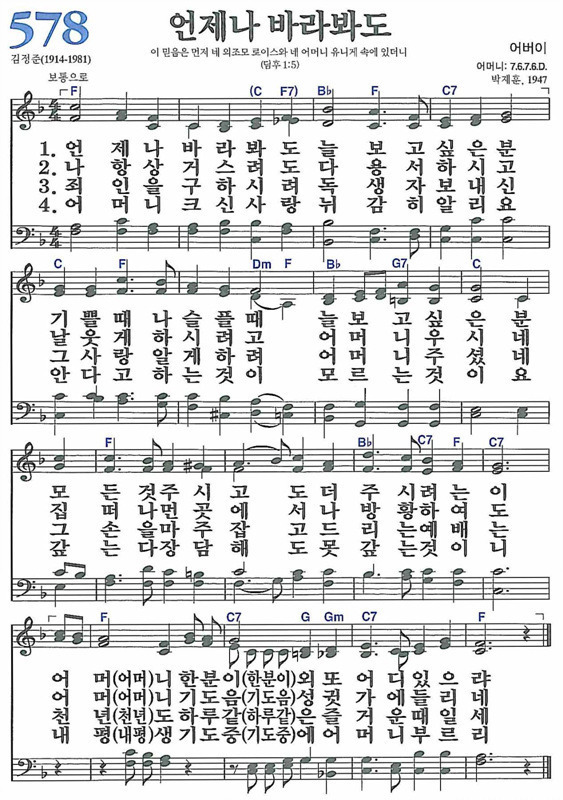 578
언제나 바라봐도
김정준(1914-1981)
이 믿음은 먼저 네 외조모 로이스와 네 어머니 유니게 속에 있더니
(딤후 1:5)
어버이
어머니: 7.6.7.6.D.
박재훈, 1947
보통으로
F (C F7) Bb F C7
1. 언 제 나 바 라 봐 도 늘 보 고 싶 은 분
2. 나 항 상 거 스 려 도 다 용 서 하 시 고
3. 죄 인 을 구 하 시 려 독 생 자 보 내 신
4. 어 머 니 크 신 사 랑 뉘 감 히 알 리 요
C F Dm F Bb G7 C
기 쁠 때 나 슬 플 때 늘 보 고 싶 은 분
날 웃 게 하 시 려 고 어 머 니 우 시 네
그 사 랑 알 게 하 려 어 머 주 셨 네
안 다 고 하 는 것 이 모 르 는 것 이 요
F Bb C7 F C7
모 든 것 주 시 고 도 더 주 시 려 는 이
집 떠 나 먼 곳 에 서 나 방 황 하 여 도
그 손 을 마 잡 고 드 리 는 예 배 는
갚 는 다 장 담 해 도 못 갚 는 것 이 니
F C7 G Gm C7 F
어 머(어머)니 한분이(한분이)외 또 어 디 있 으 랴
어 머(어머)니 기도음(기도음)성 귓 가 에 들 리 네
천 년(천년)도 하루같(하루같)은 즐 거 운 때 일 세
내 평(내평)생 기도중(기도중)에 어 머 니 부 르 리